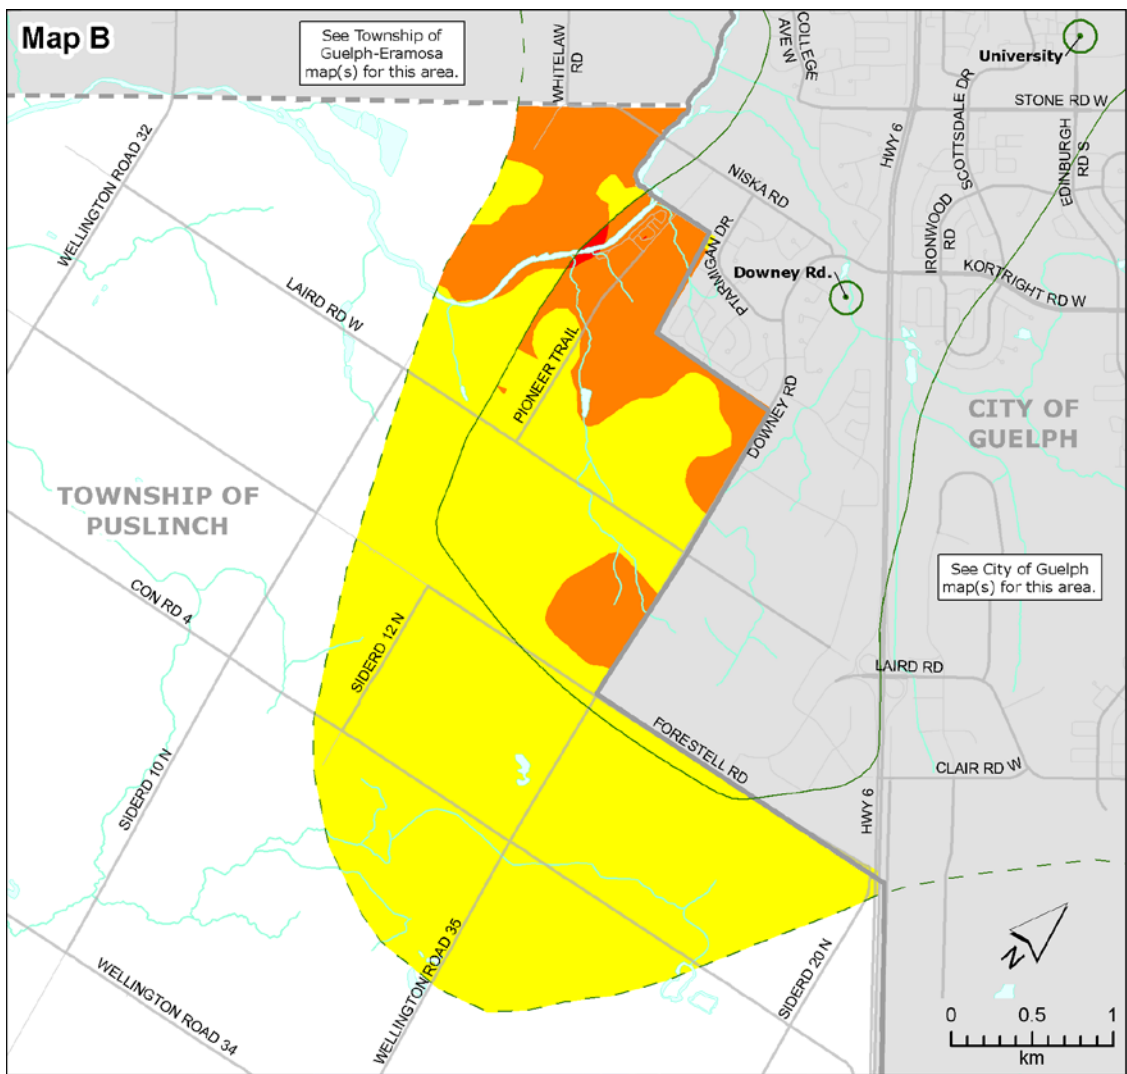 Map B
See Township of
Guelph-Eramosa
map(s) for this area.
WHITELAW
RD
COLLEGE
AVE W
University
STONE RD W
SCOTTSDALE DR
EDINBURGH
RD S
HWY 6
WELLINGTON ROAD 32
NISKA RD
IRONWOOD
RD
PTARMIGAN DR
Downey Rd.
KORTRIGHT RD W
LAIRD RD W
PIONEER TRAIL
DOWNEY RD
CITY OF
GUELPH
TOWNSHIP OF
PUSLINCH
See City of Guelph
map(s) for this area.
CON RD 4
SIDERD 12 N
LAIRD RD
FORESTELL RD
CLAIR RD W
SIDERD 10 N
HWY 6
WELLINGTON ROAD 35
SIDERD 20 N
WELLINGTON ROAD 34
N
0 0.5 1
km